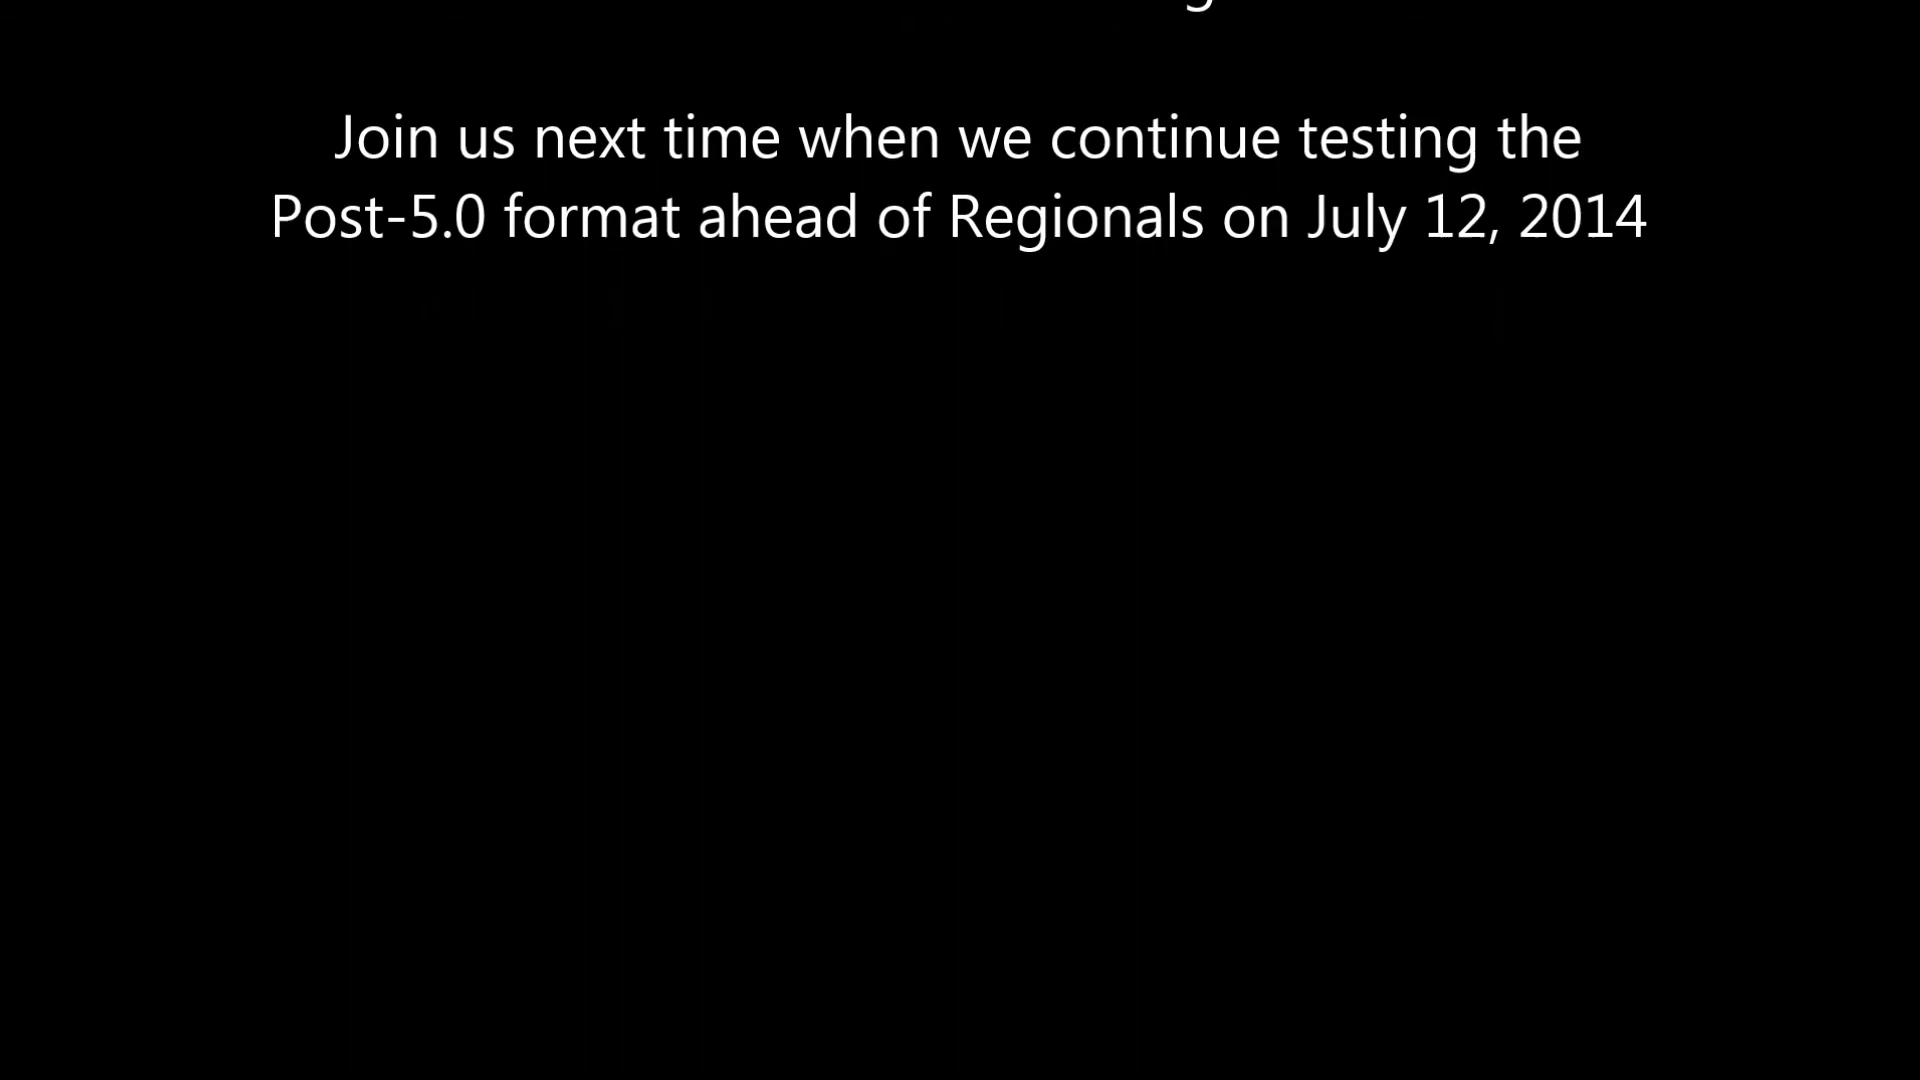 Join us next time when we continue testing the
Post-5.0 format ahead of Regionals on July 12, 2014